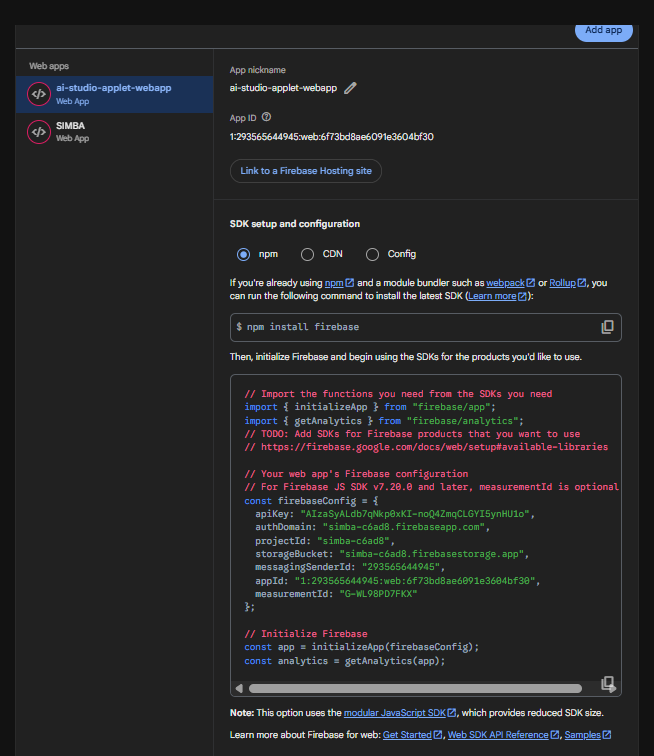 Add app
Web apps
ai-studio-applet-webapp
Web App
SIMBA
Web App
App nickname
ai-studio-applet-webapp
App ID
1:293565644945:web:6f73bd8ae6091e3604bf30
Link to a Firebase Hosting site
SDK setup and configuration
npm
CDN
Config
If you're already using npm and a module bundler such as webpack or Rollup, you
can run the following command to install the latest SDK (Learn more):
$ npm install firebase
Then, initialize Firebase and begin using the SDKs for the products you'd like to use.
// Import the functions you need from the SDKs you need
import { initializeApp } from "firebase/app";
import { getAnalytics } from "firebase/analytics";
// TODO: Add SDKs for Firebase products that you want to use
// https://firebase.google.com/docs/web/setup#available-libraries
// Your web app's Firebase configuration
// For Firebase JS SDK v7.20.0 and later, measurementId is optional
const firebaseConfig = {
apiKey: "AIzaSyALdb7qNkp0xKI-noQ4ZmqCLGYI5ynHU1o",
authDomain: "simba-c6ad8.firebaseapp.com",
projectId: "simba-c6ad8",
storageBucket: "simba-c6ad8.firebasestorage.app",
messagingSenderId: "293565644945",
appId: "1:293565644945:web:6f73bd8ae6091e3604bf30",
measurementId: "G-WL98PD7FKX"
};
// Initialize Firebase
const app = initializeApp(firebaseConfig);
const analytics = getAnalytics(app);
Note: This option uses the modular JavaScript SDK, which provides reduced SDK size.
Learn more about Firebase for web: Get Started, Web SDK API Reference, Samples